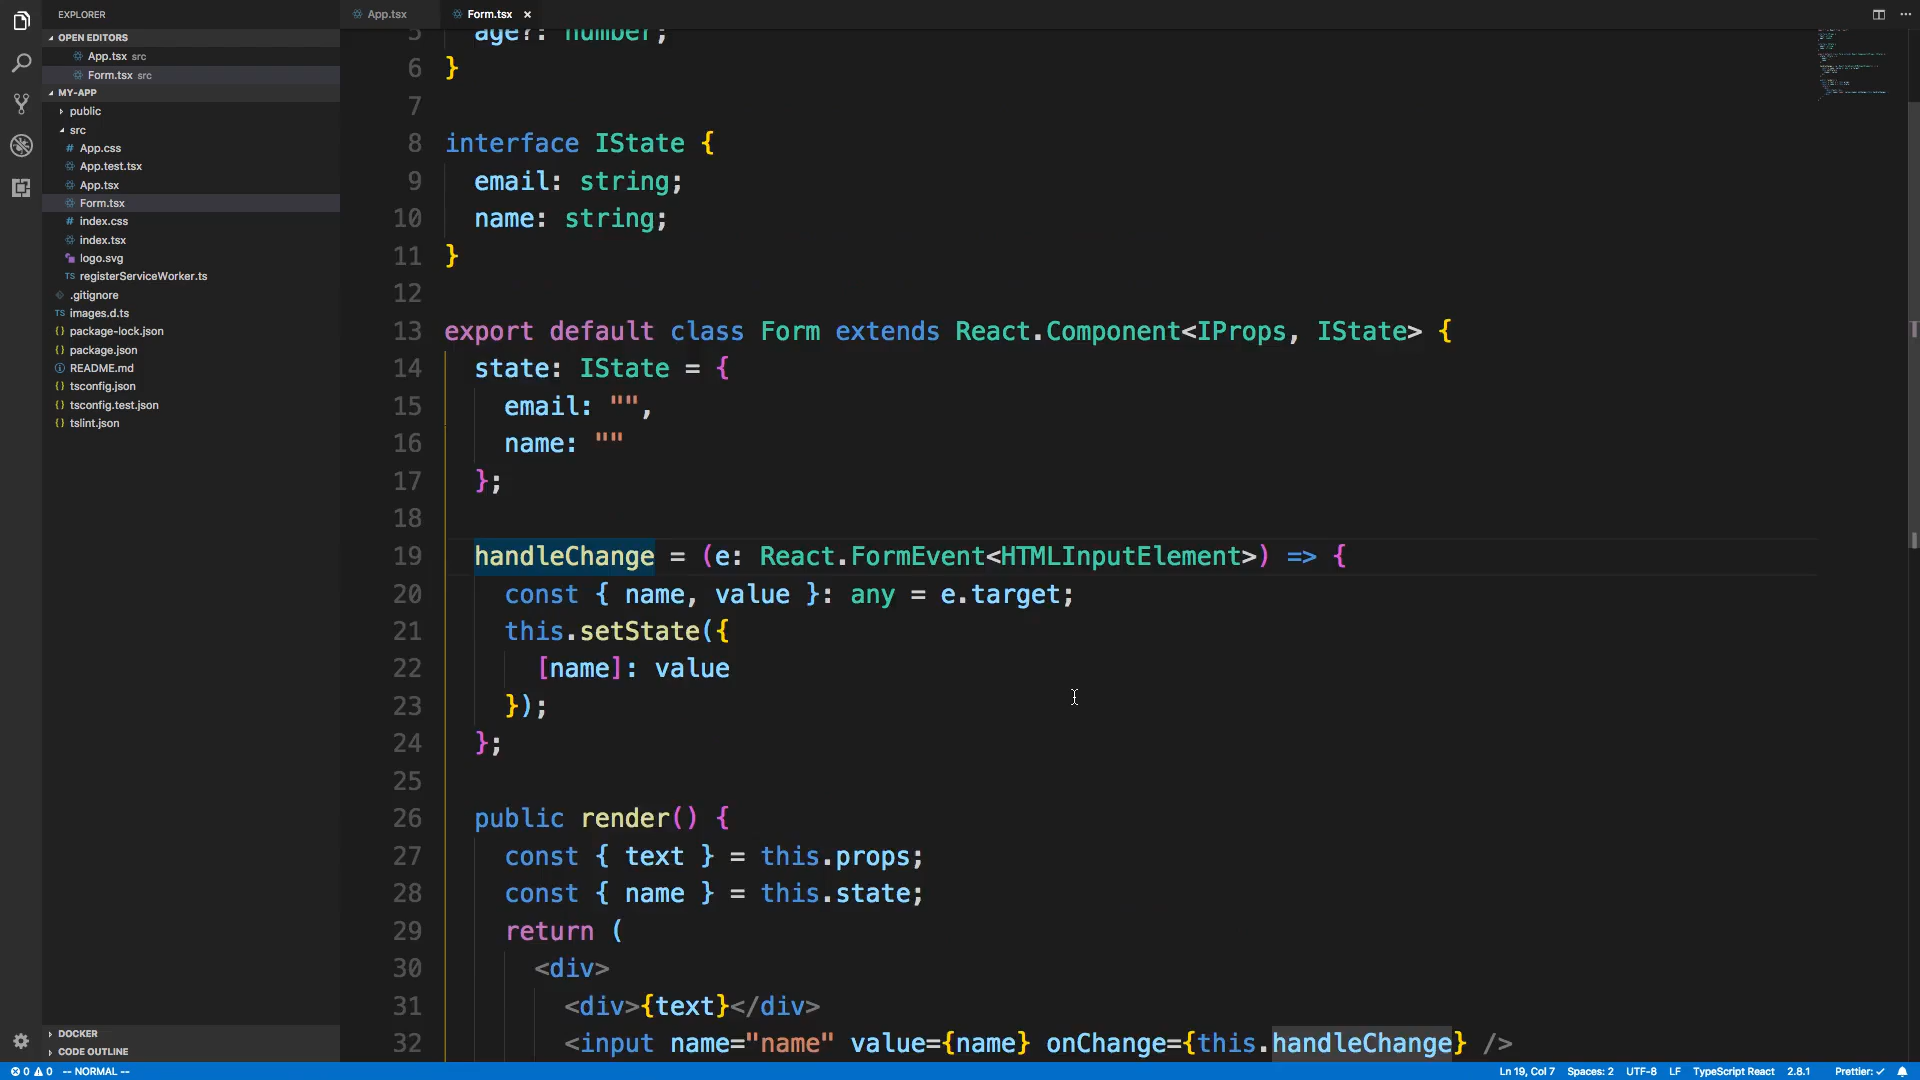 EXPLORER
OPEN EDITORS
App.tsx src
Form.tsx src
MY-APP
public
src
# App.css
App.test.tsx
App.tsx
Form.tsx
# index.css
index.tsx
logo.svg
TS registerServiceWorker.ts
.gitignore
TS images.d.ts
{} package-lock.json
{} package.json
README.md
{} tsconfig.json
{} tsconfig.test.json
{} tslint.json
DOCKER
CODE OUTLINE
App.tsx
Form.tsx ×
5 age?: number;
6 }
7
8 interface IState {
9 email: string;
10 name: string;
11 }
12
13 export default class Form extends React.Component<IProps, IState> {
14 state: IState = {
15 email: "",
16 name: ""
17 };
18
19 handleChange = (e: React.FormEvent<HTMLInputElement>) => {
20 const { name, value }: any = e.target;
21 this.setState({
22 [name]: value
23 });
24 };
25
26 public render() {
27 const { text } = this.props;
28 const { name } = this.state;
29 return (
30 <div>
31 <div>{text}</div>
32 <input name="name" value={name} onChange={this.handleChange} />
0 0 -- NORMAL --
Ln 19, Col 7 Spaces: 2 UTF-8 LF TypeScript React 2.8.1 Prettier: ✓